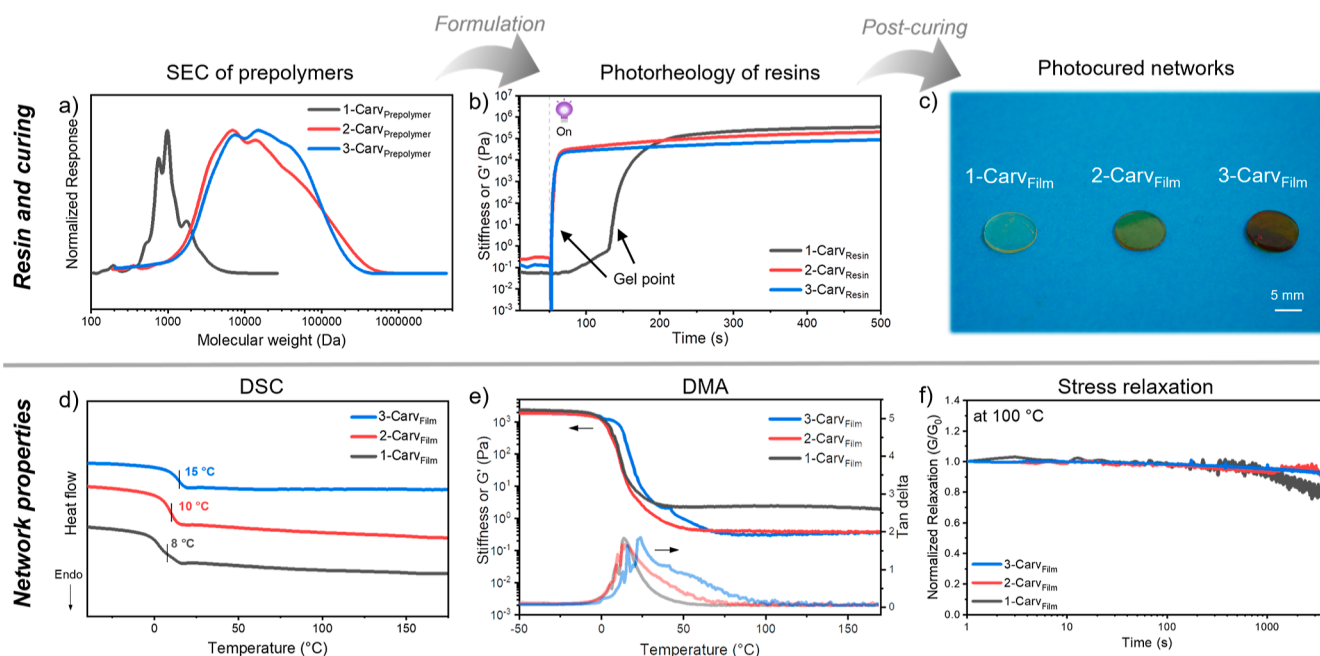 Formulation
Post-curing
Resin and curing
SEC of prepolymers
a)
1-CarvPrepolymer
2-CarvPrepolymer
3-CarvPrepolymer
Normalized Response
100 1000 10000 100000 1000000 1000000
Molecular weight (Da)
Photorheology of resins
b)
On
Stiffness or G' (Pa)
10^7
10^6
10^5
10^4
10^3
10^2
10^1
10^0
10^-1
10^-2
10^-3
Gel point
1-CarvResin
2-CarvResin
3-CarvResin
100 200 300 400 500
Time (s)
Photocured networks
c)
1-CarvFilm 2-CarvFilm 3-CarvFilm
5 mm
Network properties
DSC
d)
3-CarvFilm
2-CarvFilm
1-CarvFilm
15 °C
10 °C
8 °C
Heat flow
Endo
0 50 100 150
Temperature (°C)
DMA
e)
3-CarvFilm
2-CarvFilm
1-CarvFilm
Stiffness or G' (Pa)
10^3
10^2
10^1
10^0
10^-1
10^-2
10^-3
5
4
3
2
1
0
Tan delta
-50 0 50 100 150
Temperature (°C)
Stress relaxation
f)
at 100 °C
Normalized Relaxation (G/G0)
1.4
1.2
1.0
0.8
0.6
0.4
0.2
0.0
3-CarvFilm
2-CarvFilm
1-CarvFilm
1 10 100 1000
Time (s)